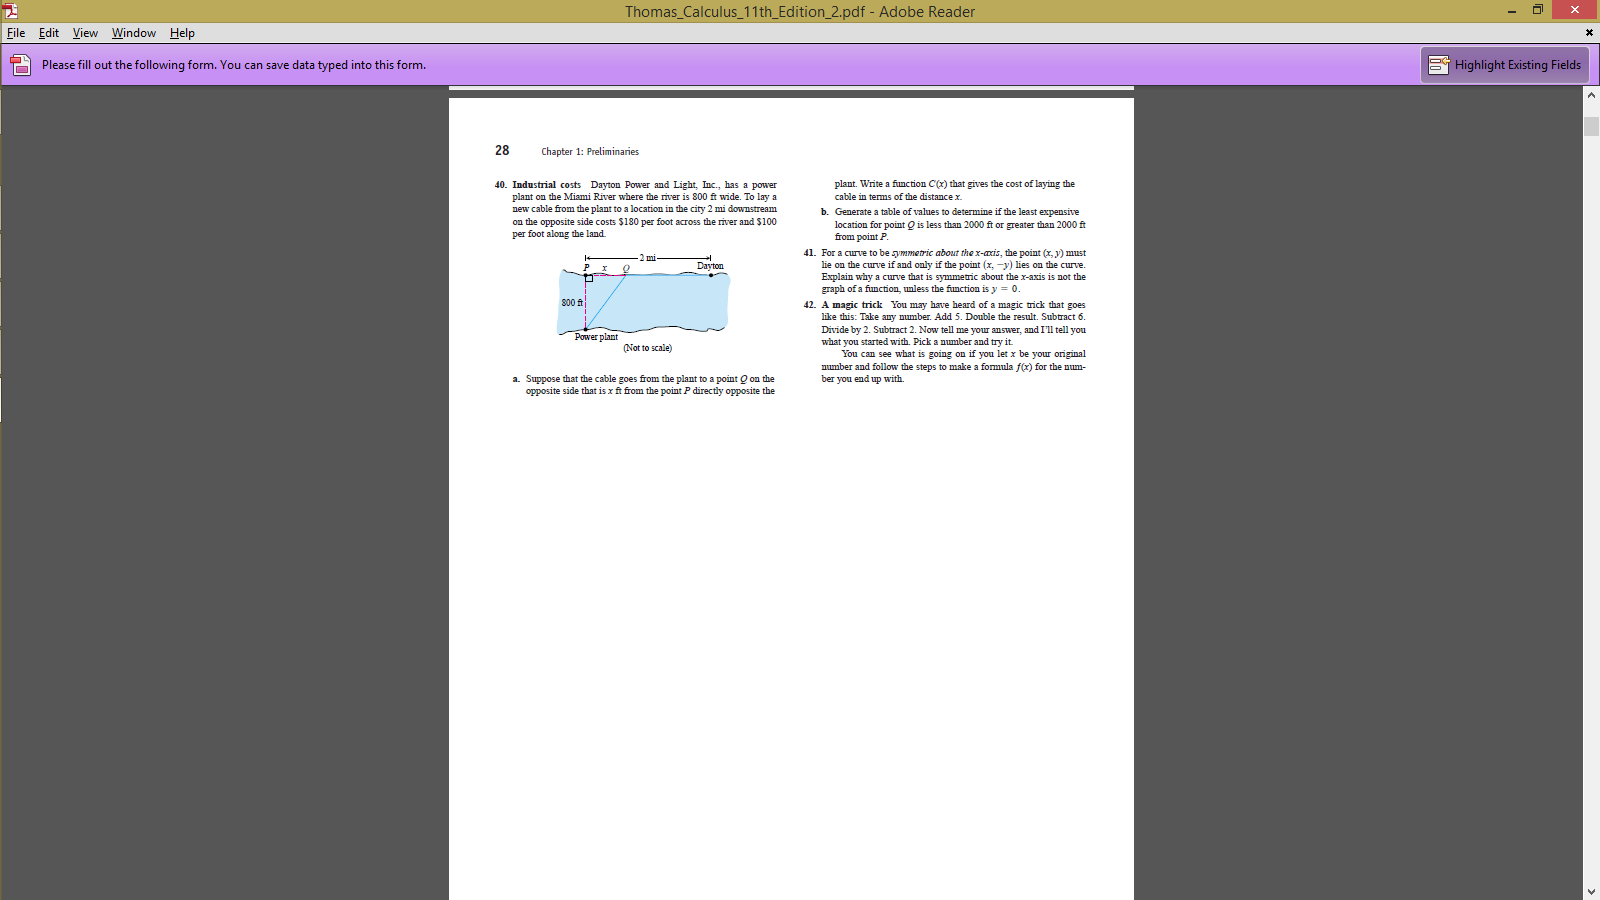 Thomas_Calculus_11th_Edition_2.pdf - Adobe Reader
File Edit View Window Help
Please fill out the following form. You can save data typed into this form.
Highlight Existing Fields
28 Chapter 1: Preliminaries
40. Industrial costs Dayton Power and Light, Inc., has a power
plant on the Miami River where the river is 800 ft wide. To lay a
new cable from the plant to a location in the city 2 mi downstream
on the opposite side costs $180 per foot across the river and $100
per foot along the land.
2 mi
P x Q Dayton
800 ft
Power plant
(Not to scale)
a. Suppose that the cable goes from the plant to a point Q on the
opposite side that is x ft from the point P directly opposite the
plant. Write a function C(x) that gives the cost of laying the
cable in terms of the distance x.
b. Generate a table of values to determine if the least expensive
location for point Q is less than 2000 ft or greater than 2000 ft
from point P.
41. For a curve to be symmetric about the x-axis, the point (x, y) must
lie on the curve if and only if the point (x, −y) lies on the curve.
Explain why a curve that is symmetric about the x-axis is not the
graph of a function, unless the function is y = 0.
42. A magic trick You may have heard of a magic trick that goes
like this: Take any number. Add 5. Double the result. Subtract 6.
Divide by 2. Subtract 2. Now tell me your answer, and I'll tell you
what you started with. Pick a number and try it.
You can see what is going on if you let x be your original
number and follow the steps to make a formula f(x) for the num-
ber you end up with.